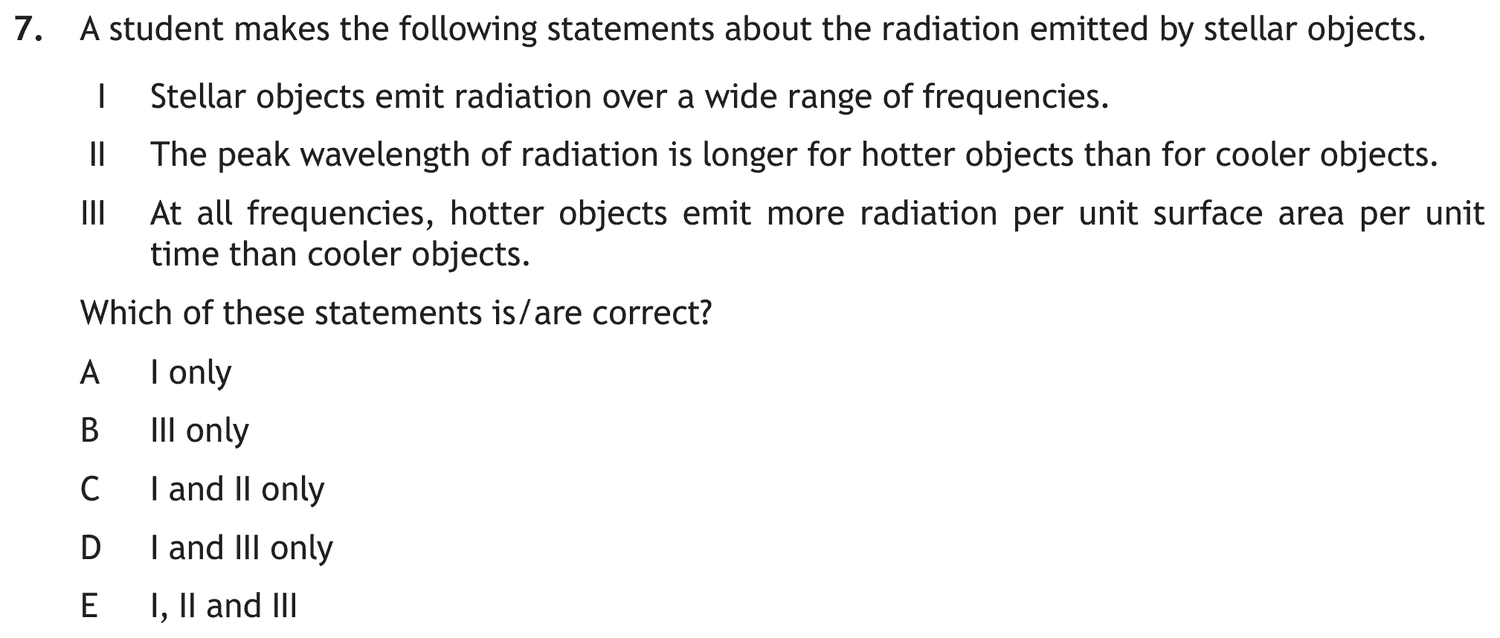 7. A student makes the following statements about the radiation emitted by stellar objects.
I Stellar objects emit radiation over a wide range of frequencies.
II The peak wavelength of radiation is longer for hotter objects than for cooler objects.
III At all frequencies, hotter objects emit more radiation per unit surface area per unit
time than cooler objects.
Which of these statements is/are correct?
A I only
B III only
C I and II only
D I and III only
E I, II and III